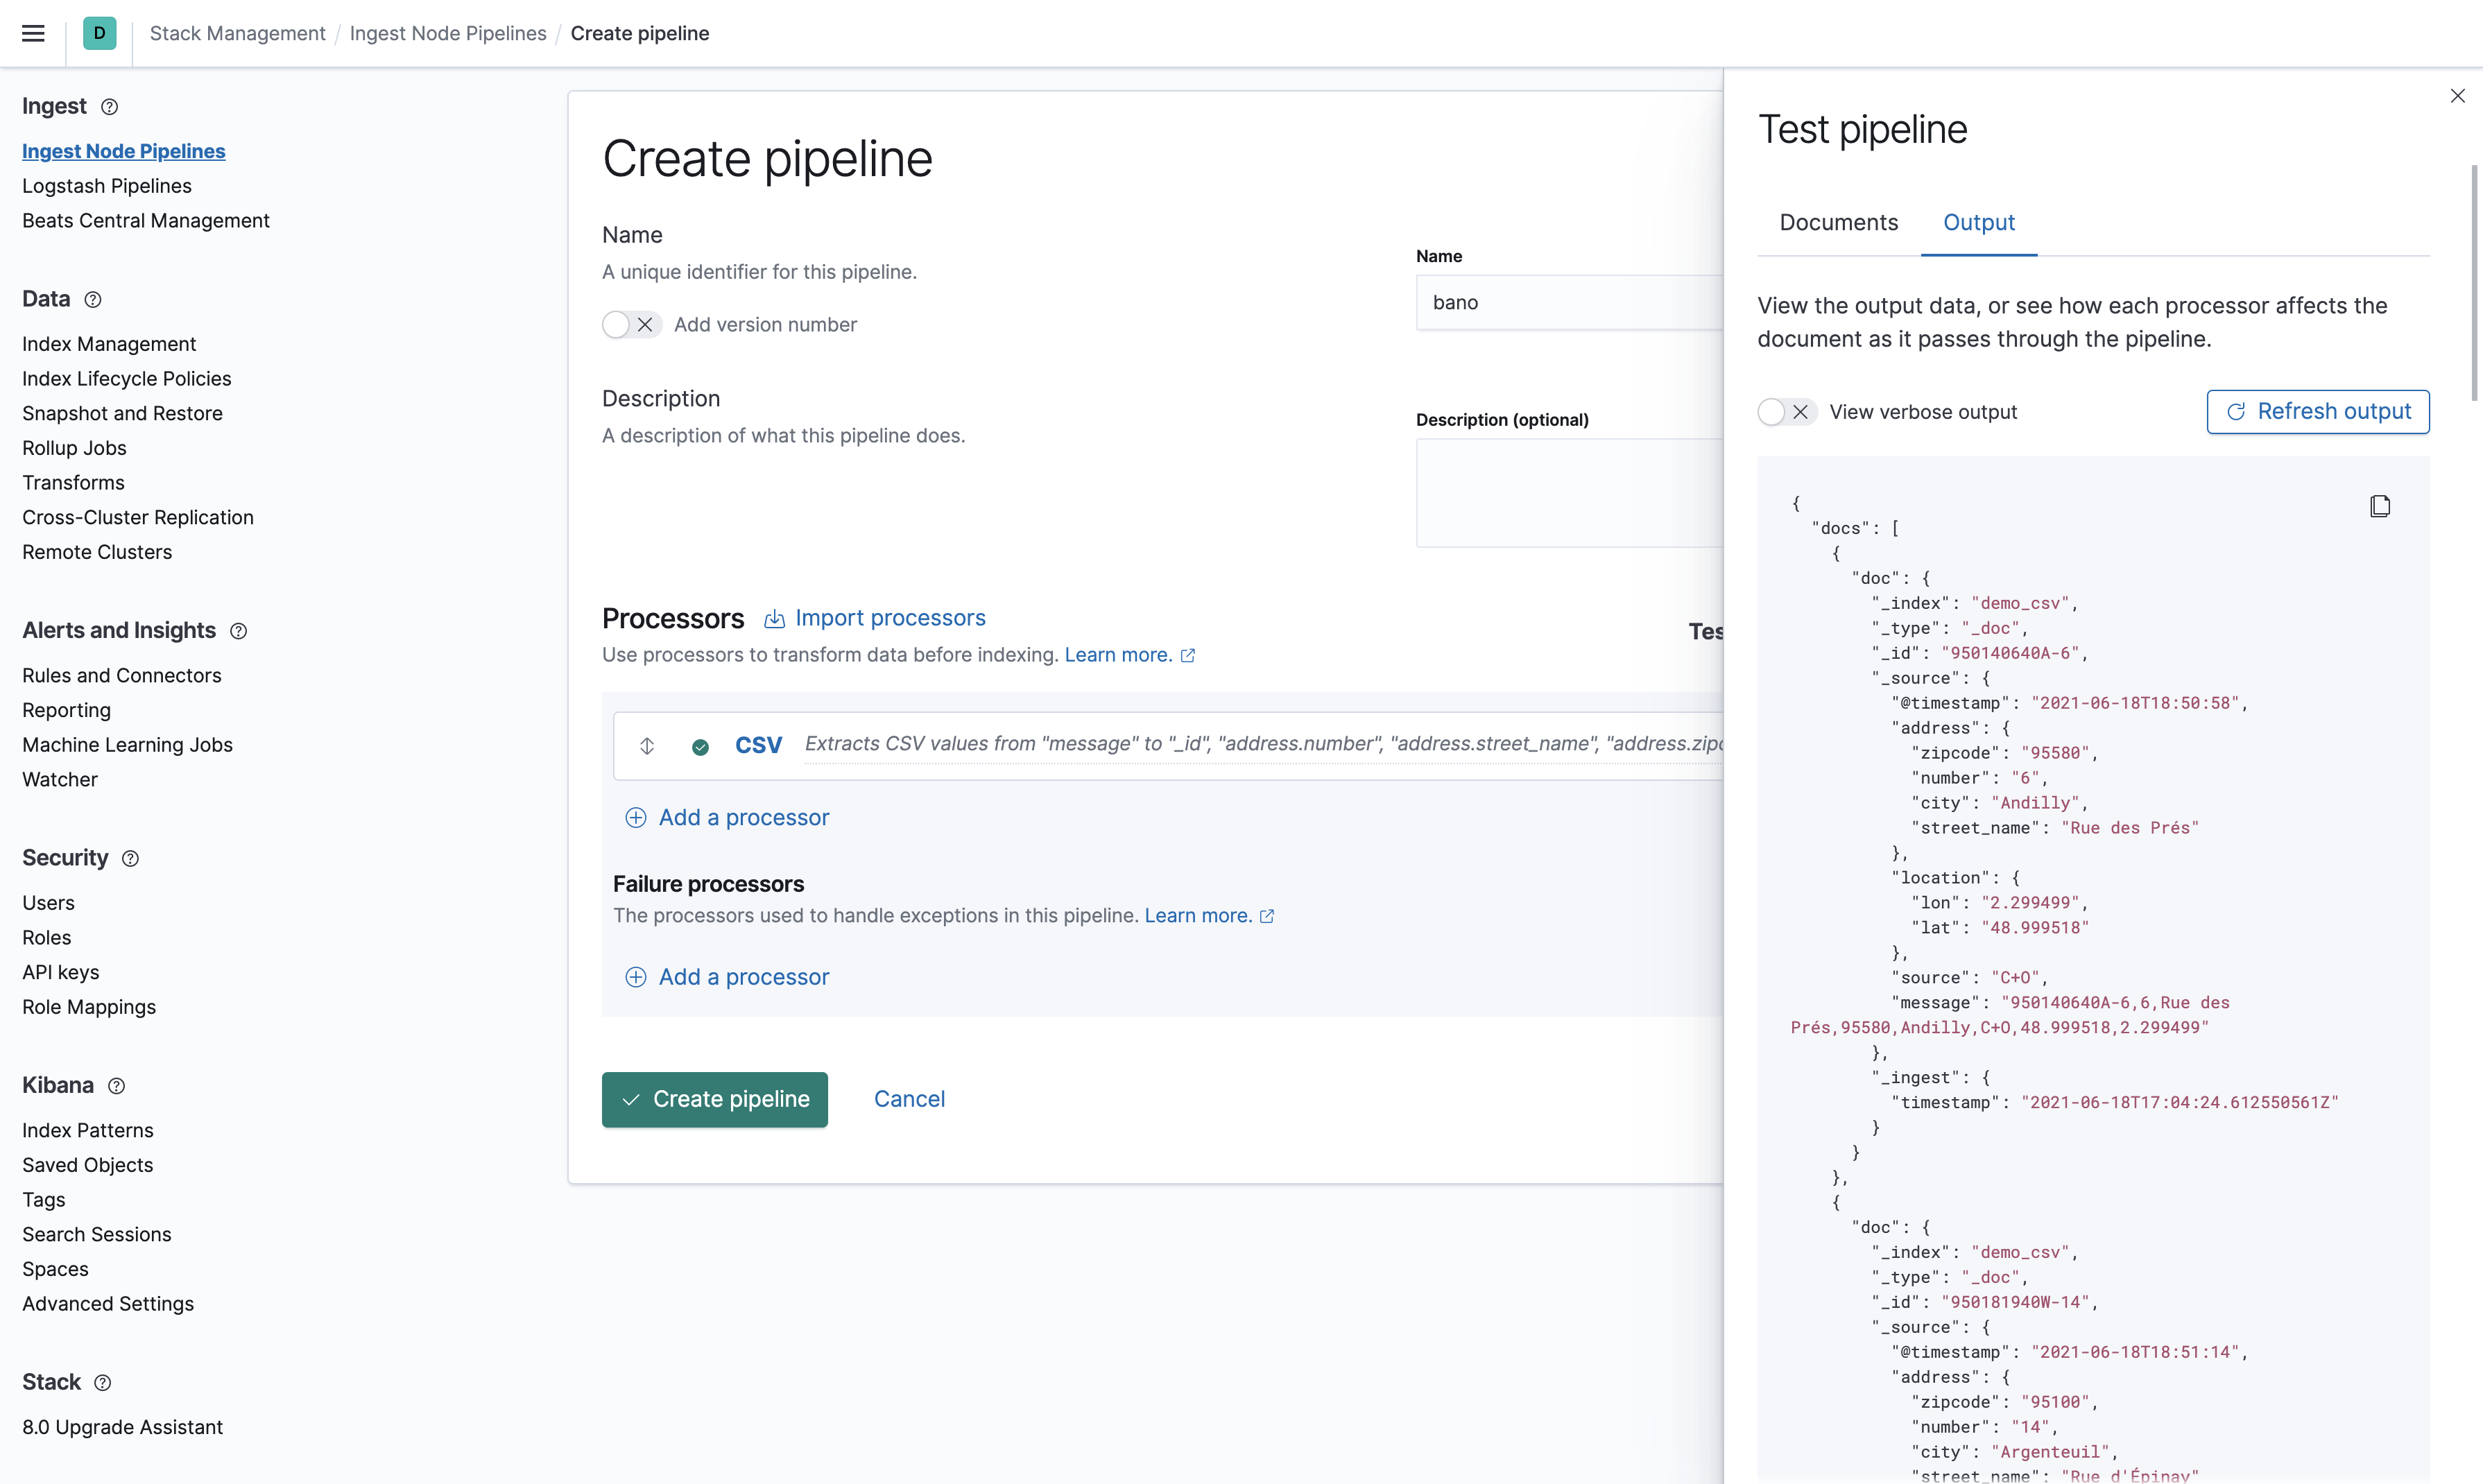 D
Stack Management / Ingest Node Pipelines / Create pipeline
Ingest
Ingest Node Pipelines
Logstash Pipelines
Beats Central Management
Data
Index Management
Index Lifecycle Policies
Snapshot and Restore
Rollup Jobs
Transforms
Cross-Cluster Replication
Remote Clusters
Alerts and Insights
Rules and Connectors
Reporting
Machine Learning Jobs
Watcher
Security
Users
Roles
API keys
Role Mappings
Kibana
Index Patterns
Saved Objects
Tags
Search Sessions
Spaces
Advanced Settings
Stack
8.0 Upgrade Assistant
Create pipeline
Name
A unique identifier for this pipeline.
Add version number
Name
bano
Description
A description of what this pipeline does.
Description (optional)
Processors Import processors
Use processors to transform data before indexing. Learn more.
Tes
CSV Extracts CSV values from "message" to "_id", "address.number", "address.street_name", "address.zipc
Add a processor
Failure processors
The processors used to handle exceptions in this pipeline. Learn more.
Add a processor
Create pipeline Cancel
Test pipeline
Documents Output
View the output data, or see how each processor affects the
document as it passes through the pipeline.
View verbose output Refresh output
{
"docs": [
{
"doc": {
"_index": "demo_csv",
"_type": "_doc",
"_id": "950140640A-6",
"_source": {
"@timestamp": "2021-06-18T18:50:58",
"address": {
"zipcode": "95580",
"number": "6",
"city": "Andilly",
"street_name": "Rue des Prés"
},
"location": {
"lon": "2.299499",
"lat": "48.999518"
},
"source": "C+O",
"message": "950140640A-6,6,Rue des
Prés,95580,Andilly,C+O,48.999518,2.299499"
},
"_ingest": {
"timestamp": "2021-06-18T17:04:24.612550561Z"
}
}
},
{
"doc": {
"_index": "demo_csv",
"_type": "_doc",
"_id": "950181940W-14",
"_source": {
"@timestamp": "2021-06-18T18:51:14",
"address": {
"zipcode": "95100",
"number": "14",
"city": "Argenteuil",
"street_name": "Rue d'Épinay"